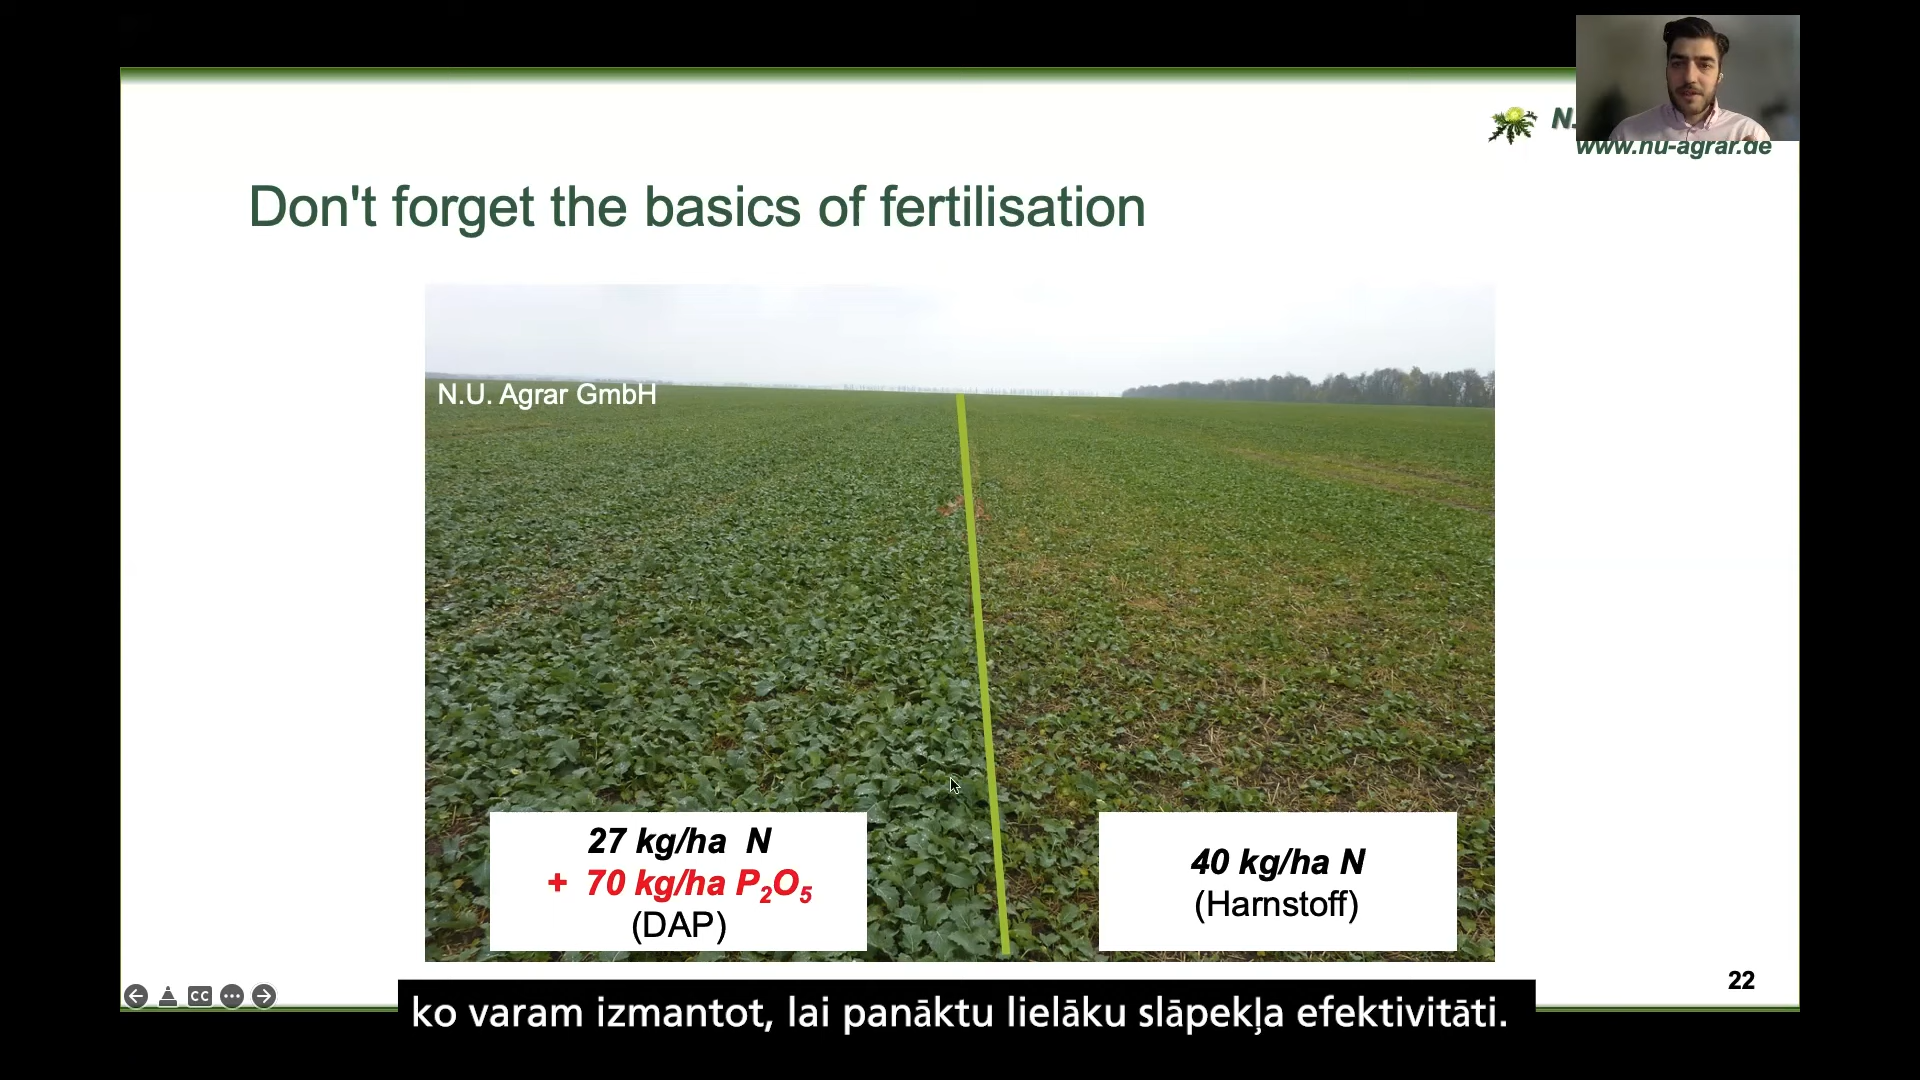 N.
www.nu-agrar.de
Don't forget the basics of fertilisation
N.U. Agrar GmbH
27 kg/ha N
+ 70 kg/ha P₂O₅
(DAP)
40 kg/ha N
(Harnstoff)
22
CC
ko varam izmantot, lai panāktu lielāku slāpekļa efektivitāti.